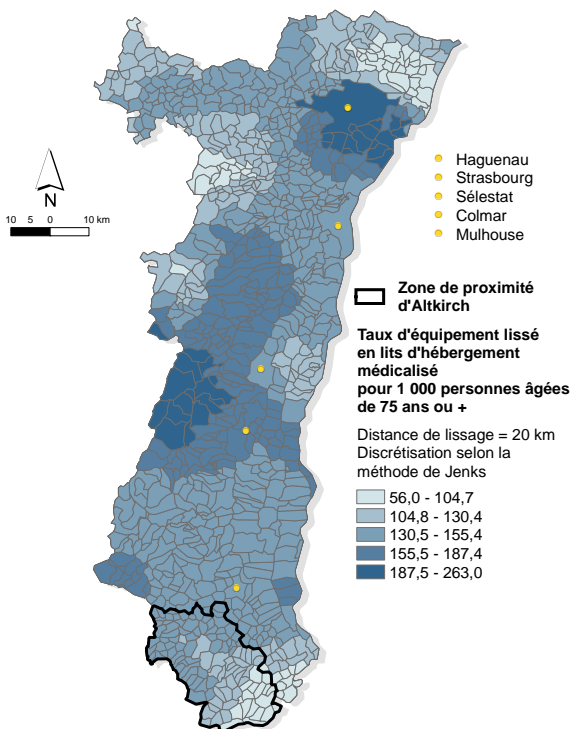 N
10 5 0 10 km
Haguenau
Strasbourg
Sélestat
Colmar
Mulhouse
Zone de proximité
d'Altkirch
Taux d'équipement lissé
en lits d'hébergement
médicalisé
pour 1 000 personnes âgées
de 75 ans ou +
Distance de lissage = 20 km
Discrétisation selon la
méthode de Jenks
56,0 - 104,7
104,8 - 130,4
130,5 - 155,4
155,5 - 187,4
187,5 - 263,0